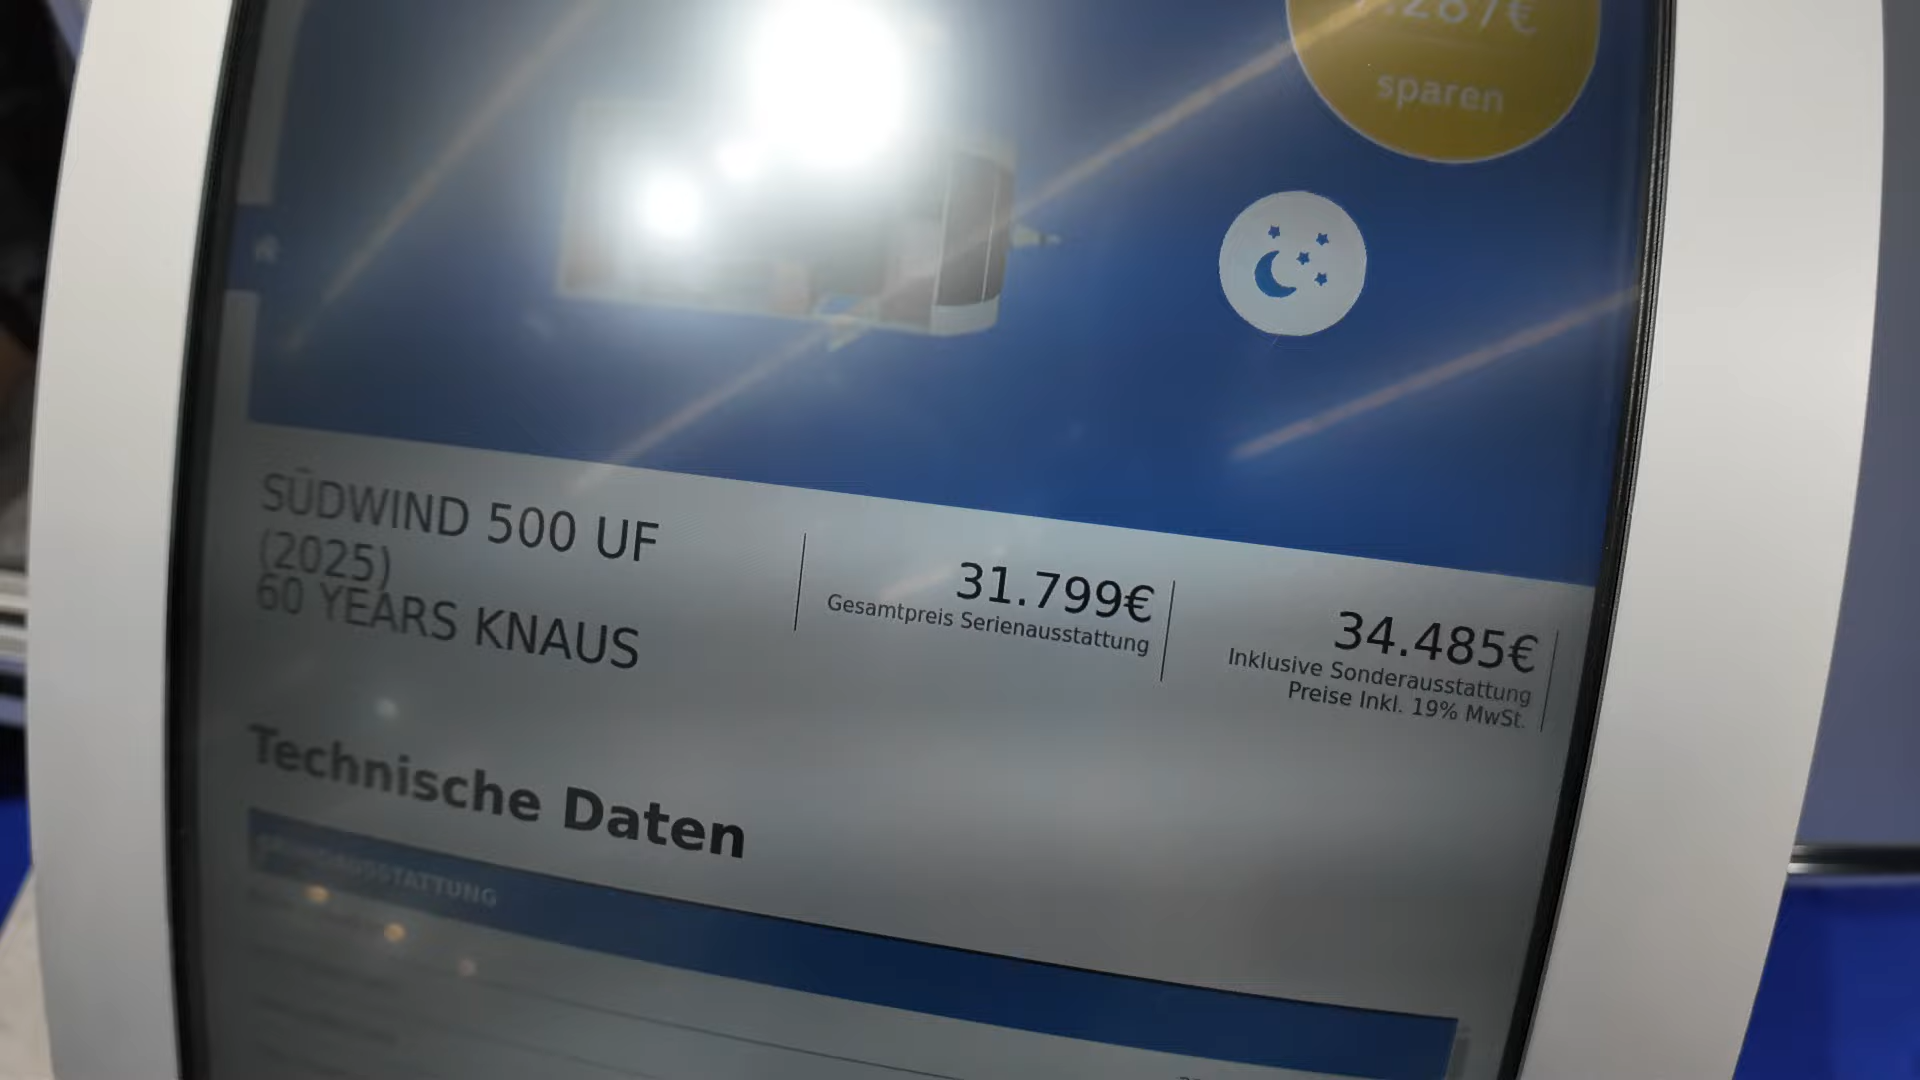 sparen
SÜDWIND 500 UF
(2025)
60 YEARS KNAUS
31.799€
Gesamtpreis Serienausstattung
34.485€
Inklusive Sonderausstattung
Preise Inkl. 19% MwSt.
Technische Daten